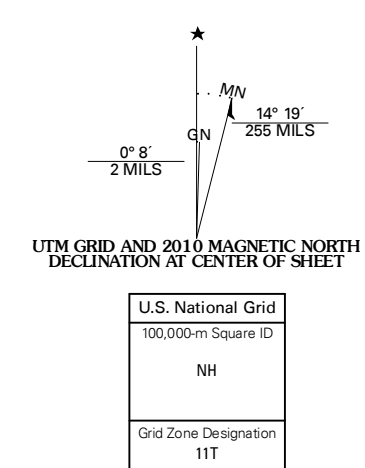 ★
MN
GN
14° 19´
255 MILS
0° 8´
2 MILS
UTM GRID AND 2010 MAGNETIC NORTH
DECLINATION AT CENTER OF SHEET
U.S. National Grid
100,000-m Square ID
NH
Grid Zone Designation
11T